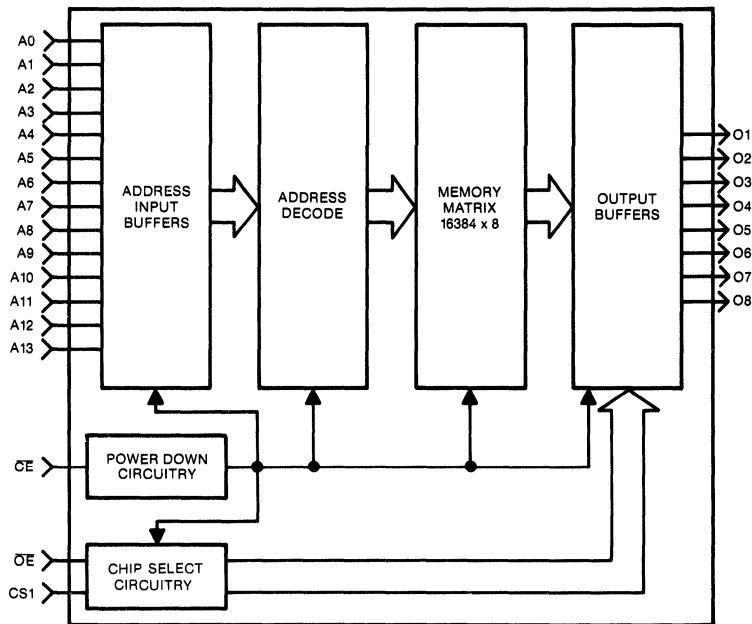 A0
A1
A2
A3
A4
A5
A6
A7
A8
A9
A10
A11
A12
A13
ADDRESS
INPUT
BUFFERS
ADDRESS
DECODE
MEMORY
MATRIX
16384 x 8
OUTPUT
BUFFERS
O1
O2
O3
O4
O5
O6
O7
O8
C̅E̅
POWER DOWN
CIRCUITRY
O̅E̅
CS1
CHIP SELECT
CIRCUITRY